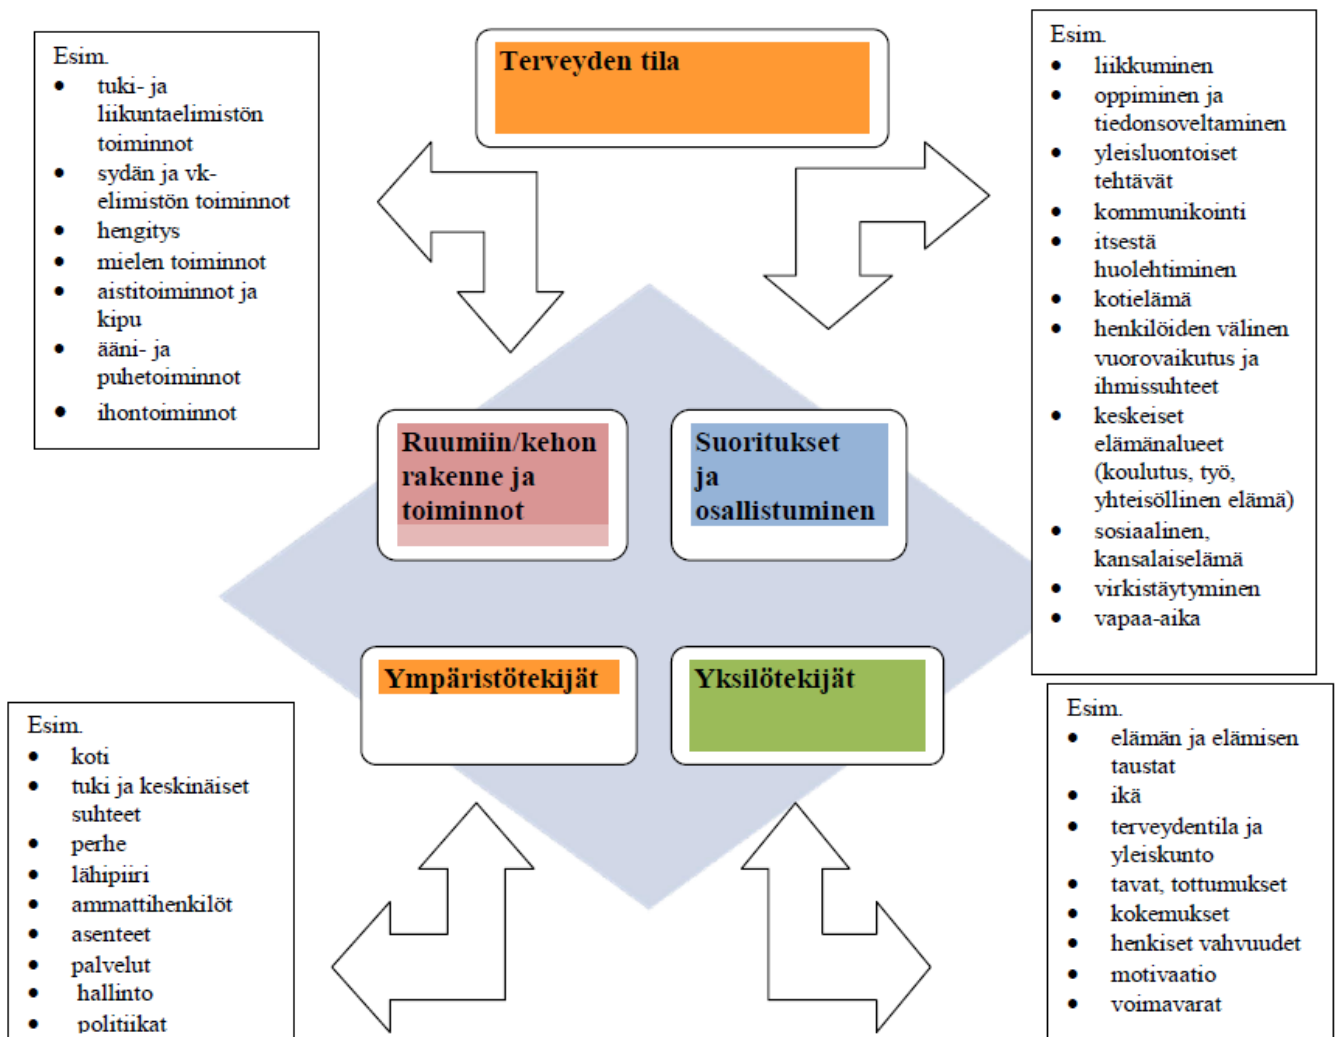 Terveyden tila
Esim.
tuki- ja
liikuntaelimistön
toiminnot
sydän ja vk-
elimistön toiminnot
hengitys
mielen toiminnot
aistitoiminnot ja
kipu
ääni- ja
puhetoiminnot
ihontoiminnot
Esim.
liikkuminen
oppiminen ja
tiedonsoveltaminen
yleisluontoiset
tehtävät
kommunikointi
itsestä
huolehtiminen
kotielämä
henkilöiden välinen
vuorovaikutus ja
ihmissuhteet
keskeiset
elämänalueet
(koulutus, työ,
yhteisöllinen elämä)
sosiaalinen,
kansalaiselämä
virkistäytyminen
vapaa-aika
Ruumiin/kehon
rakenne ja
toiminnot
Suoritukset
ja
osallistuminen
Ympäristötekijät
Yksilötekijät
Esim.
koti
tuki ja keskinäiset
suhteet
perhe
lähipiiri
ammattihenkilöt
asenteet
palvelut
hallinto
politiikat
Esim.
elämän ja elämisen
taustat
ikä
terveydentila ja
yleiskunto
tavat, tottumukset
kokemukset
henkiset vahvuudet
motivaatio
voimavarat